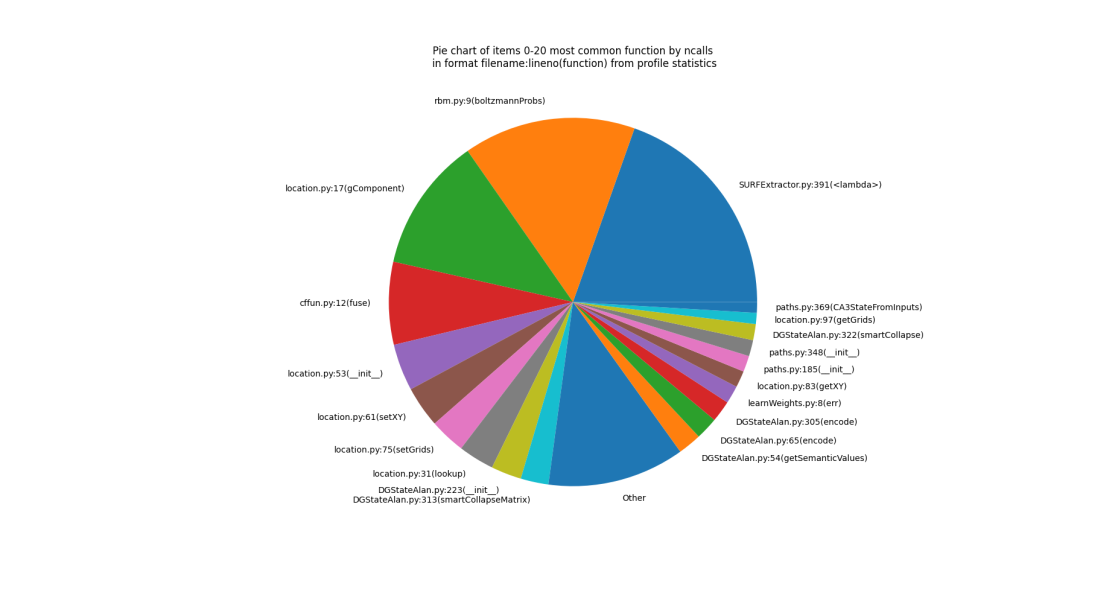 Pie chart of items 0-20 most common function by ncalls
in format filename:lineno(function) from profile statistics
rbm.py:9(boltzmannProbs)
SURFExtractor.py:391(<lambda>)
location.py:17(gComponent)
cffun.py:12(fuse)
location.py:53(__init__)
location.py:61(setXY)
location.py:75(setGrids)
location.py:31(lookup)
DGStateAlan.py:223(__init__)
DGStateAlan.py:313(smartCollapseMatrix)
Other
DGStateAlan.py:54(getSemanticValues)
DGStateAlan.py:65(encode)
DGStateAlan.py:305(encode)
learnWeights.py:8(err)
location.py:83(getXY)
paths.py:185(__init__)
paths.py:348(__init__)
DGStateAlan.py:322(smartCollapse)
location.py:97(getGrids)
paths.py:369(CA3StateFromInputs)